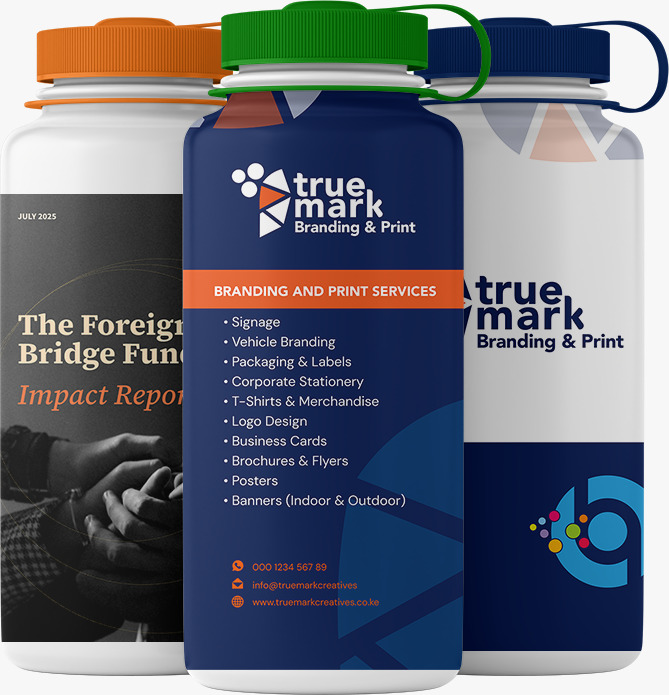 JULY 2025
The Foreign
Bridge Fun
Impact Repor
true
mark
Branding & Print
BRANDING AND PRINT SERVICES
• Signage
• Vehicle Branding
• Packaging & Labels
• Corporate Stationery
• T-Shirts & Merchandise
• Logo Design
• Business Cards
• Brochures & Flyers
• Posters
• Banners (Indoor & Outdoor)
000 1234 567 89
info@truemarkcreatives
www.truemarkcreatives.co.ke
true
mark
Branding & Print